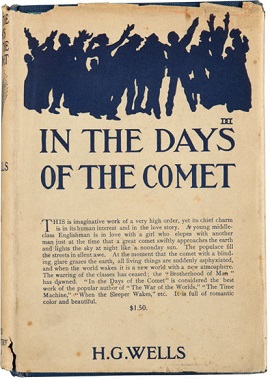 IN THE DAYS
OF THE COMET
THIS is imaginative work of a very high order, yet its chief charm
is in its human interest and in the love story. A young middle-
class Englishman is in love with a girl who elopes with another
man just at the time that a great comet swiftly approaches the earth
and lights the sky at night like a noonday sun. The populace fill
the streets in silent awe. At the moment that the comet with a blind-
ing glare grazes the earth, all living things are suddenly asphyxiated,
and when the world wakes it is a new world with a new atmosphere.
The warring of the classes has ceased; the "Brotherhood of Man"
has dawned. "In the Days of the Comet" is considered the best
work of the popular author of "The War of the Worlds," "The Time
Machine," "When the Sleeper Wakes," etc. It is full of romantic
color and beautiful.
$1.50.
H.G. WELLS